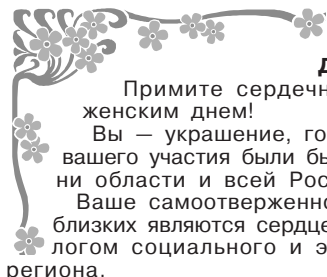 Д
Примите сердечн
женским днем!
Вы — украшение, го
вашего участия были бы
ни области и всей Рос
Ваше самоотверженно
близких являются сердце
логом социального и э
региона.